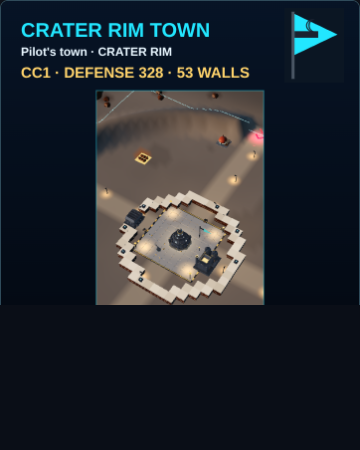 CRATER RIM TOWN
Pilot's town · CRATER RIM
CC1 · DEFENSE 328 · 53 WALLS